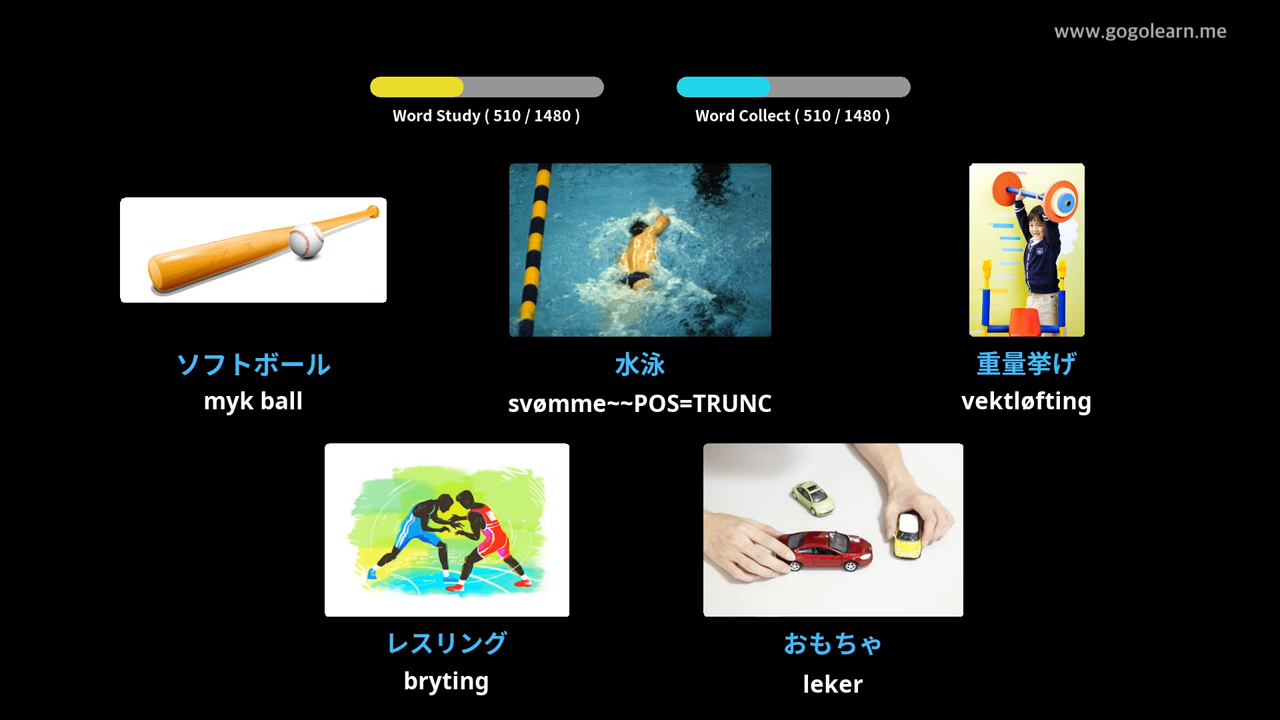 www.gogolearn.me
Word Study ( 510 / 1480 )
Word Collect ( 510 / 1480 )
ソフトボール
myk ball
水泳
svømme~~POS=TRUNC
重量挙げ
vektløfting
レスリング
bryting
おもちゃ
leker